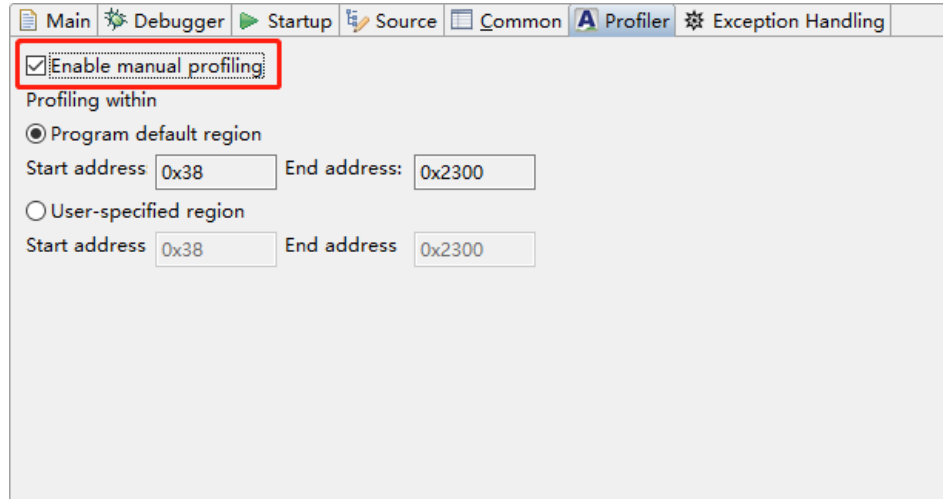 Main Debugger Startup Source Common Profiler Exception Handling
Enable manual profiling
Profiling within
Program default region
Start address: 0x38 End address: 0x2300
User-specified region
Start address 0x38 End address 0x2300